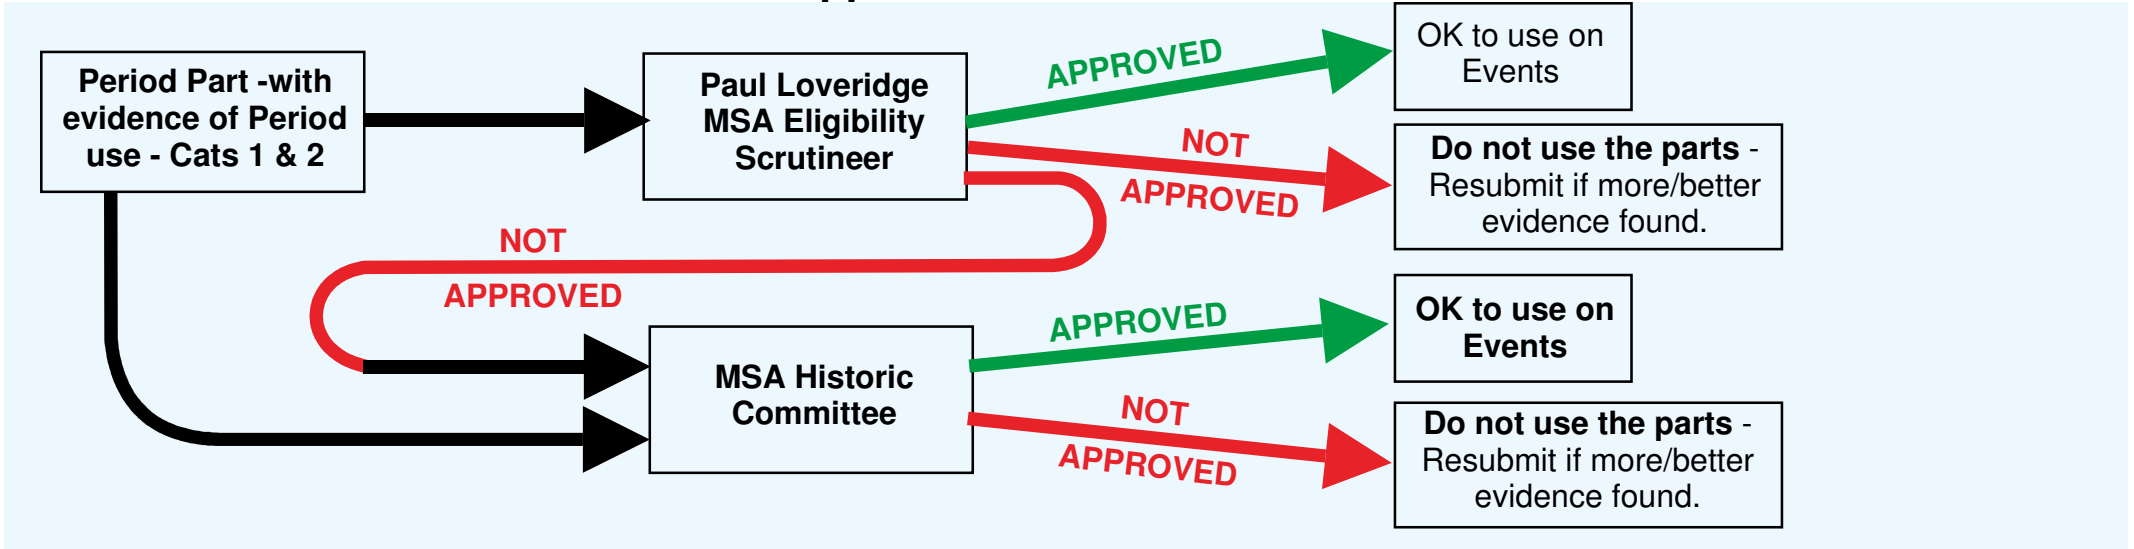 Period Part -with
evidence of Period
use - Cats 1 & 2
Paul Loveridge
MSA Eligibility
Scrutineer
APPROVED
OK to use on
Events
NOT
APPROVED
Do not use the parts -
Resubmit if more/better
evidence found.
NOT
APPROVED
MSA Historic
Committee
APPROVED
OK to use on
Events
NOT
APPROVED
Do not use the parts -
Resubmit if more/better
evidence found.